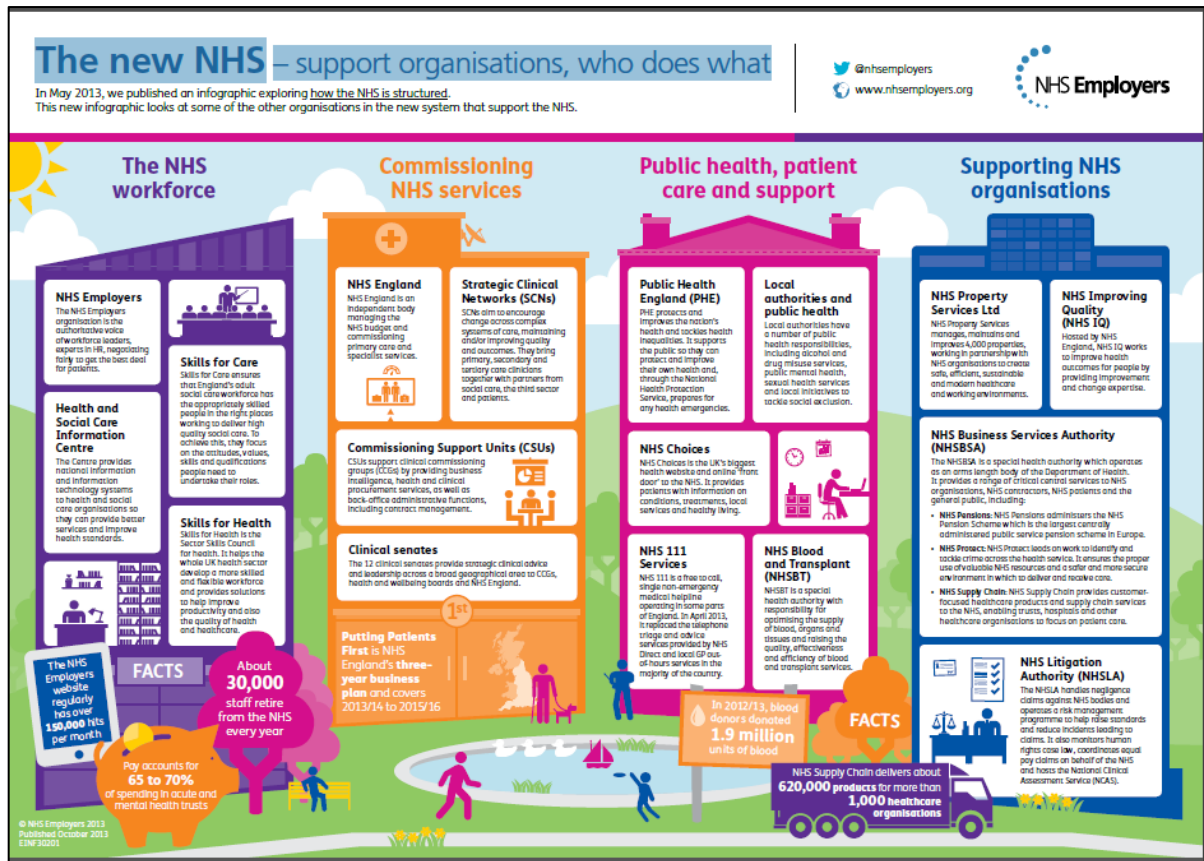 The new NHS – support organisations, who does what
In May 2013, we published an infographic exploring how the NHS is structured.
This new infographic looks at some of the other organisations in the new system that support the NHS.
@nhsemployers
www.nhsemployers.org
NHS Employers
The NHS
workforce
NHS Employers
The NHS Employers
organisation is the
authoritative voice
of workforce leaders,
experts in HR, negotiating
fairly to get the best deal
for patients.
Health and
Social Care
Information
Centre
The Centre provides
national information
and information
technology systems
to health and social
care organisations so
they can provide better
services and improve
health standards.
Skills for Care
Skills for Care ensures
that England's adult
social care workforce has
the appropriately skilled
people in the right places
working to deliver high
quality social care. To
achieve this, they focus
on the attitudes, values,
skills and qualifications
people need to
undertake their roles.
Skills for Health
Skills for Health is the
Sector Skills Council
for health. It helps the
whole UK health sector
develop a more skilled
and flexible workforce
and provides solutions
to help improve
productivity and also
the quality of health
and healthcare.
FACTS
The NHS
Employers
website
regularly
has over
150,000 hits
per month
About
30,000
staff retire
from the NHS
every year
Pay accounts for
65 to 70%
of spending in acute and
mental health trusts
Commissioning
NHS services
NHS England
NHS England is an
independent body
managing the
NHS budget and
commissioning
primary care and
specialist services.
Strategic Clinical
Networks (SCNs)
SCNs aim to encourage
change across complex
systems of care, maintaining
and/or improving quality
and outcomes. They bring
primary, secondary and
tertiary care clinicians
together with partners from
social care, the third sector
and patients.
Commissioning Support Units (CSUs)
CSUs support clinical commissioning
groups (CCGs) by providing business
intelligence, health and clinical
procurement services, as well as
back-office administrative functions,
including contract management.
Clinical senates
The 12 clinical senates provide strategic clinical advice
and leadership across a broad geographical area to CCGs,
health and wellbeing boards and NHS England.
1st
Putting Patients
First is NHS
England's three-
year business
plan and covers
2013/14 to 2015/16
Public health, patient
care and support
Public Health
England (PHE)
PHE protects and
improves the nation's
health and tackles health
inequalities. It supports
the public so they can
protect and improve
their own health and,
through the National
Health Protection
Service, prepares for
any health emergencies.
Local
authorities and
public health
Local authorities have
a number of public
health responsibilities,
including alcohol and
drug misuse services,
public mental health,
sexual health services
and local initiatives to
tackle social exclusion.
NHS Choices
NHS Choices is the UK's biggest
health website and online 'front
door' to the NHS. It provides
patients with information on
conditions, treatments, local
services and healthy living.
NHS 111
Services
NHS 111 is a free to call,
single non-emergency
medical helpline
operating in some parts
of England. In April 2013,
it replaced the telephone
triage and advice
services provided by NHS
Direct and local GP out-
of-hours services in the
majority of the country.
NHS Blood
and Transplant
(NHSBT)
NHSBT is a special
health authority with
responsibility for
optimising the supply
of blood, organs and
tissues and raising the
quality, effectiveness
and efficiency of blood
and transplant services.
In 2012/13, blood
donors donated
1.9 million
units of blood
FACTS
Supporting NHS
organisations
NHS Property
Services Ltd
NHS Property Services
manages, maintains and
improves 4,000 properties,
working in partnership with
NHS organisations to create
safe, efficient, sustainable
and modern healthcare
and working environments.
NHS Improving
Quality
(NHS IQ)
Hosted by NHS
England, NHS IQ works
to improve health
outcomes for people by
providing improvement
and change expertise.
NHS Business Services Authority
(NHSBSA)
The NHSBSA is a special health authority which operates
as an arms length body of the Department of Health.
It provides a range of critical central services to NHS
organisations, NHS contractors, NHS patients and the
general public, including:
• NHS Pensions: NHS Pensions administers the NHS
Pension Scheme which is the largest centrally
administered public service pension scheme in Europe.
• NHS Protect: NHS Protect leads on work to identify and
tackle crime across the health service. It ensures the proper
use of valuable NHS resources and a safer and more secure
environment in which to deliver and receive care.
• NHS Supply Chain: NHS Supply Chain provides customer-
focused healthcare products and supply chain services
to the NHS, enabling trusts, hospitals and other
healthcare organisations to focus on patient care.
NHS Litigation
Authority (NHSLA)
The NHSLA handles negligence
claims against NHS bodies and
operates a risk management
programme to help raise standards
and reduce incidents leading to
claims. It also monitors human
rights case law, coordinates equal
pay claims on behalf of the NHS
and hosts the National Clinical
Assessment Service (NCAS).
NHS Supply Chain delivers about
620,000 products for more than
1,000 healthcare
organisations
© NHS Employers 2013
Published October 2013
EINF30201